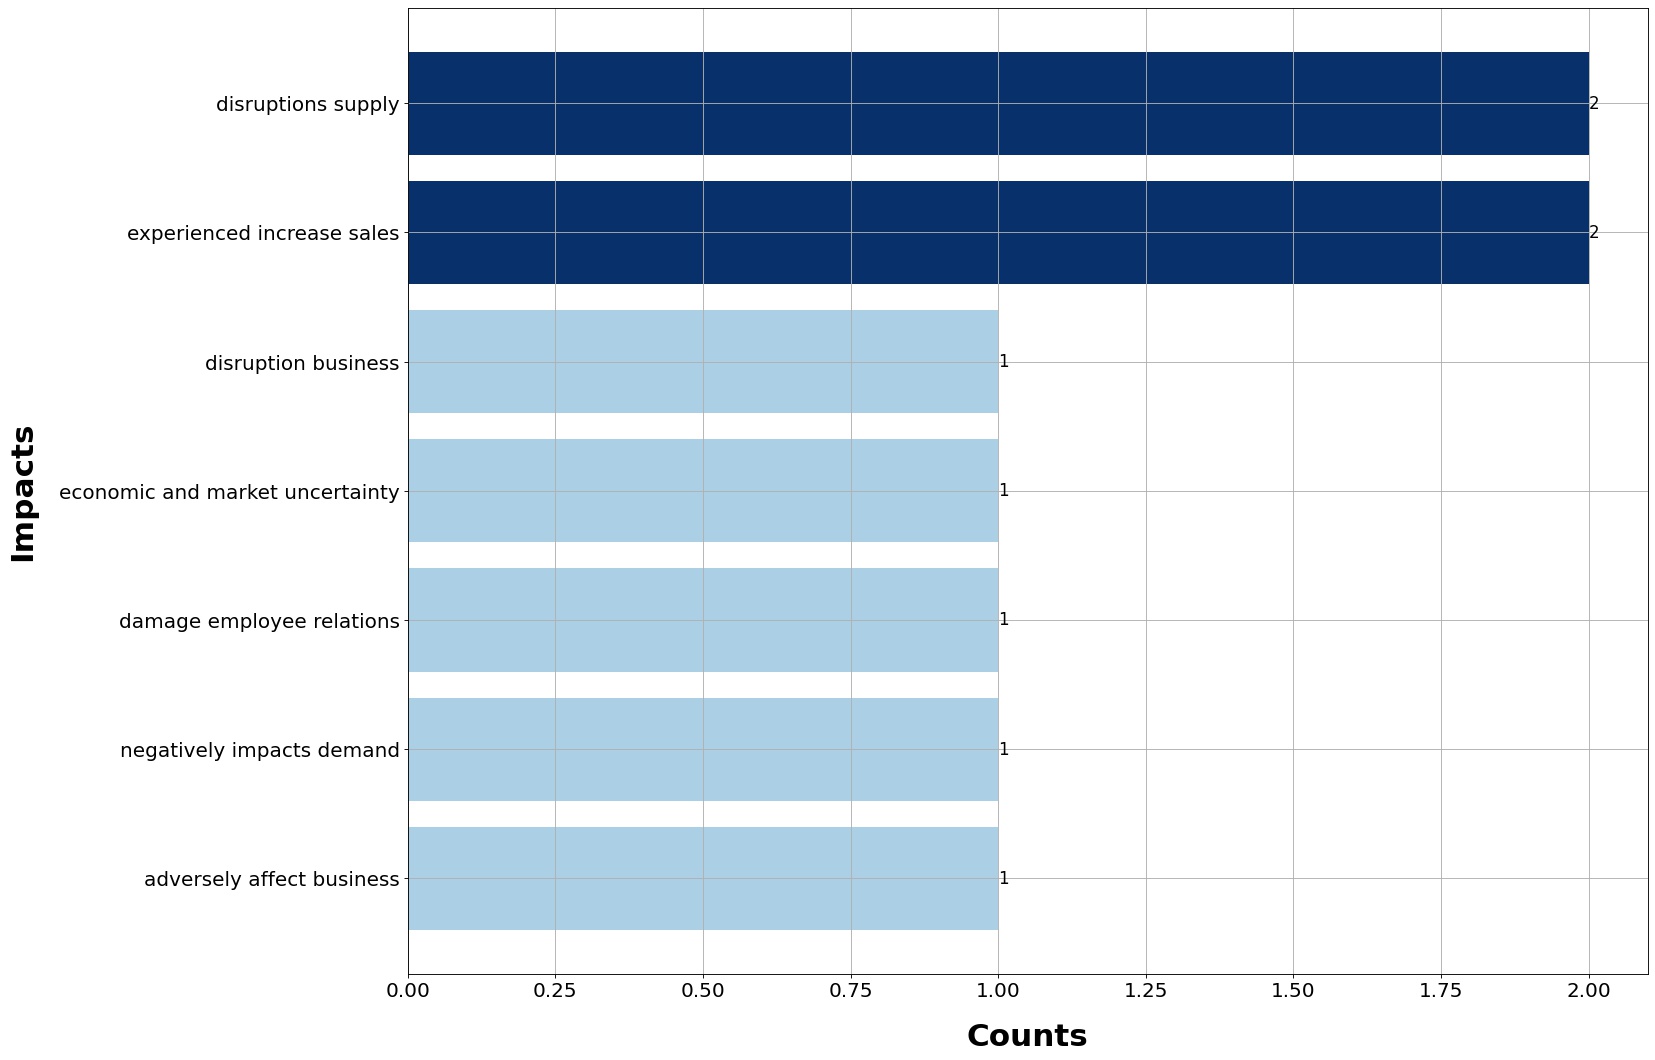 disruptions supply
2
experienced increase sales
2
disruption business
1
economic and market uncertainty
1
damage employee relations
1
negatively impacts demand
1
adversely affect business
1
0.00 0.25 0.50 0.75 1.00 1.25 1.50 1.75 2.00
Counts
Impacts